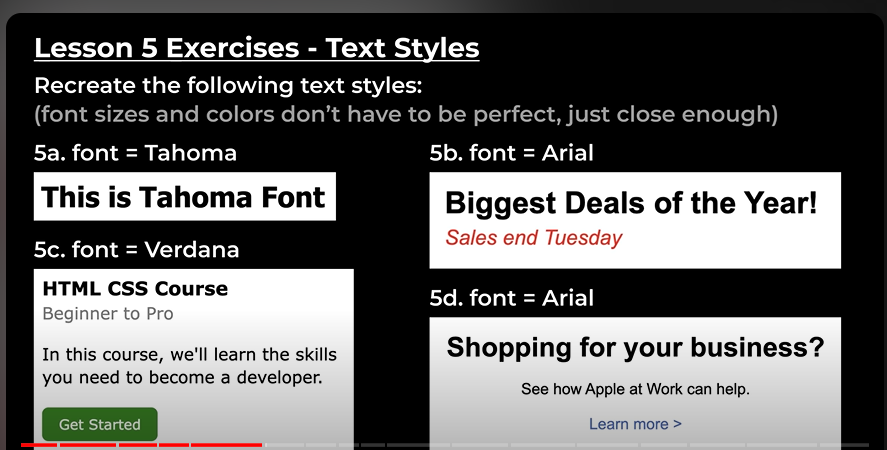 Lesson 5 Exercises - Text Styles
Recreate the following text styles:
(font sizes and colors don’t have to be perfect, just close enough)
5a. font = Tahoma
This is Tahoma Font
5b. font = Arial
Biggest Deals of the Year!
Sales end Tuesday
5c. font = Verdana
HTML CSS Course
Beginner to Pro
In this course, we'll learn the skills
you need to become a developer.
Get Started
5d. font = Arial
Shopping for your business?
See how Apple at Work can help.
Learn more >